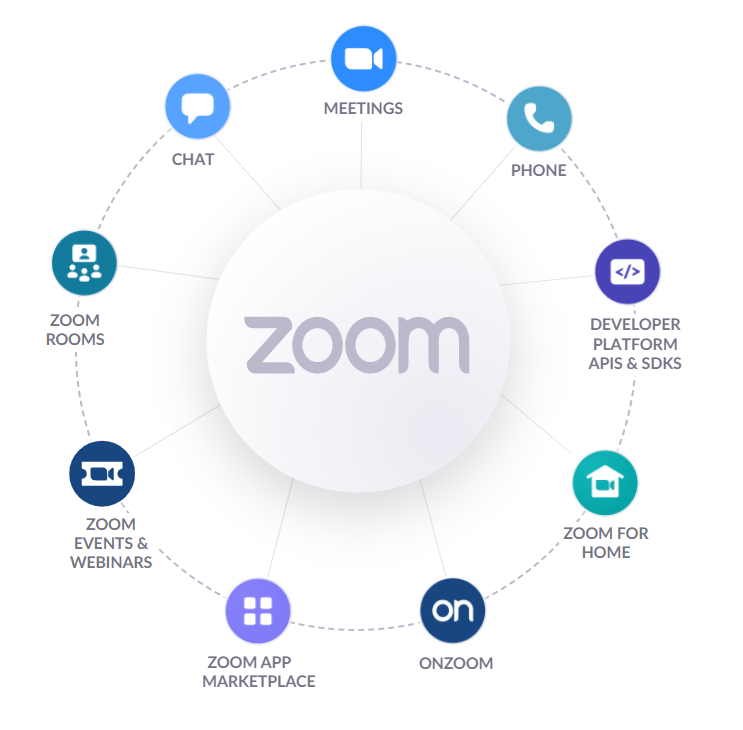 MEETINGS
CHAT
PHONE
ZOOM
ROOMS
DEVELOPER
PLATFORM
APIS & SDKS
zoom
ZOOM
EVENTS &
WEBINARS
ZOOM FOR
HOME
on
ZOOM APP
MARKETPLACE
ONZOOM